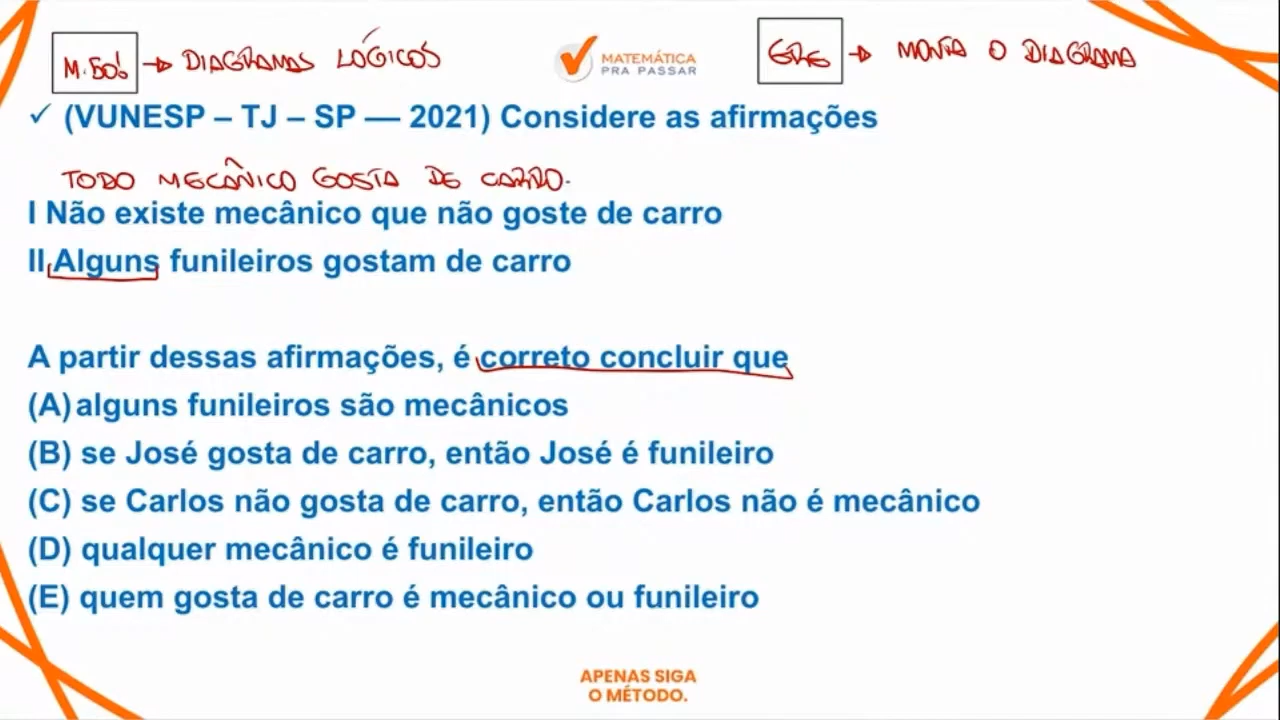 M. 50! → DIAGRAMAS LÓGICOS
MATEMÁTICA
PRA PASSAR
→ MONTA O DIAGRAMA
✓ (VUNESP – TJ – SP — 2021) Considere as afirmações
TODO MECÂNICO GOSTA DE CARRO.
I Não existe mecânico que não goste de carro
II Alguns funileiros gostam de carro
A partir dessas afirmações, é correto concluir que
(A) alguns funileiros são mecânicos
(B) se José gosta de carro, então José é funileiro
(C) se Carlos não gosta de carro, então Carlos não é mecânico
(D) qualquer mecânico é funileiro
(E) quem gosta de carro é mecânico ou funileiro
APENAS SIGA
O MÉTODO.